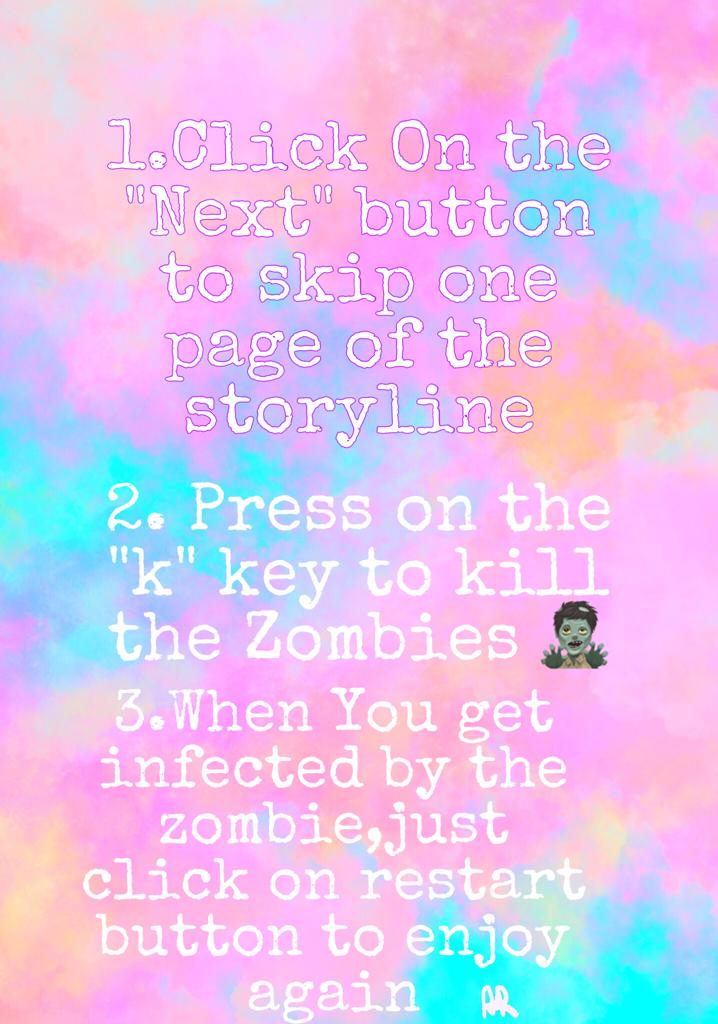 1.Click On the
"Next" button
to skip one
page of the
storyline
2. Press on the
"k" key to kill
the Zombies 🧟
3.When You get
infected by the
zombie,just
click on restart
button to enjoy
again